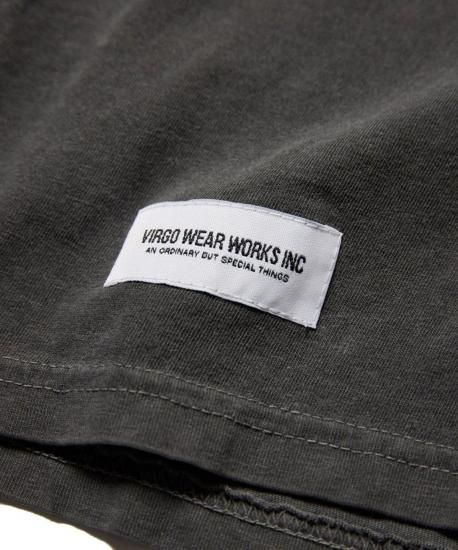 VIRGO WEAR WORKS INC
AN ORDINARY BUT SPECIAL THINGS